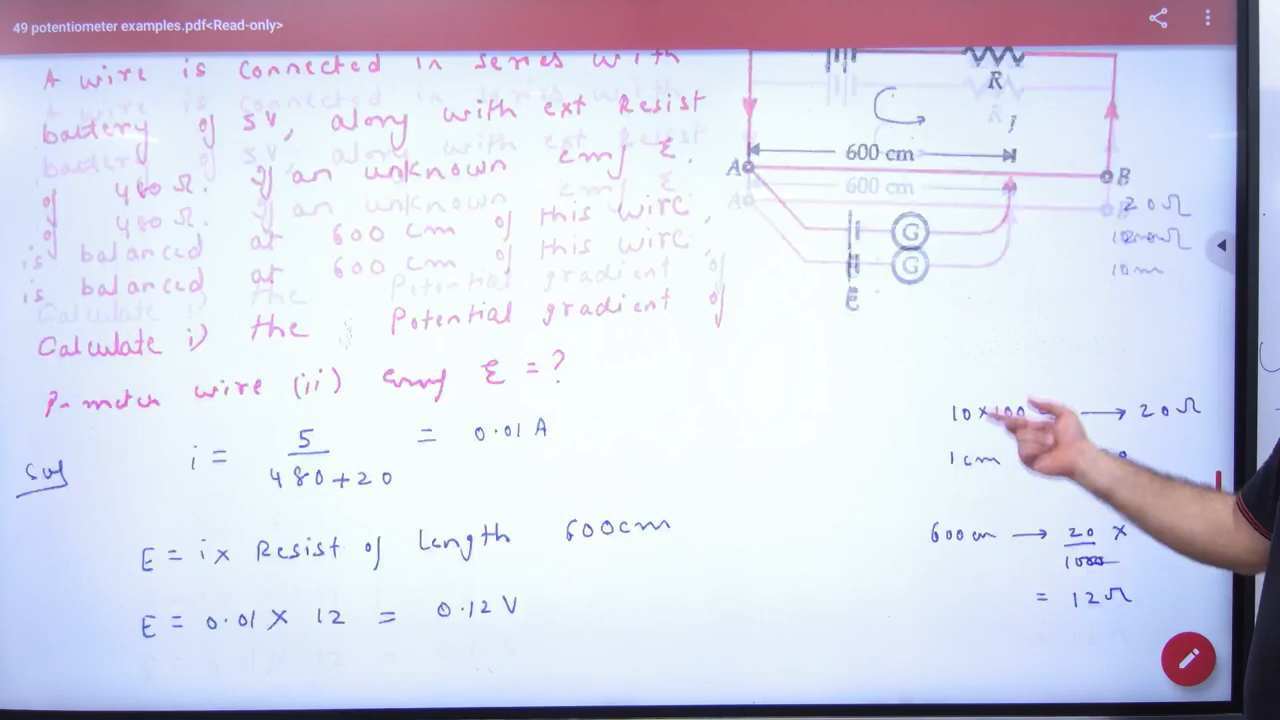 49 potentiometer examples.pdf<Read-only>
A wire is connected in series with
battery of 5V, along with ext Resist
of 480 Ω. If an unknown emf ε.
is balanced at 600 cm of this wire,
Calculate i) the Potential gradient of
P-meter wire (ii) emf ε = ?
Sol
i = 5 / 480+20 = 0.01 A
E = i x Resist of length 600cm
E = 0.01 x 12 = 0.12 V
R
J
600 cm
A
B
G
E
20 Ω
10m
10 x 100 → 20 Ω
1 cm
600 cm → 20 x
1000
= 12 Ω